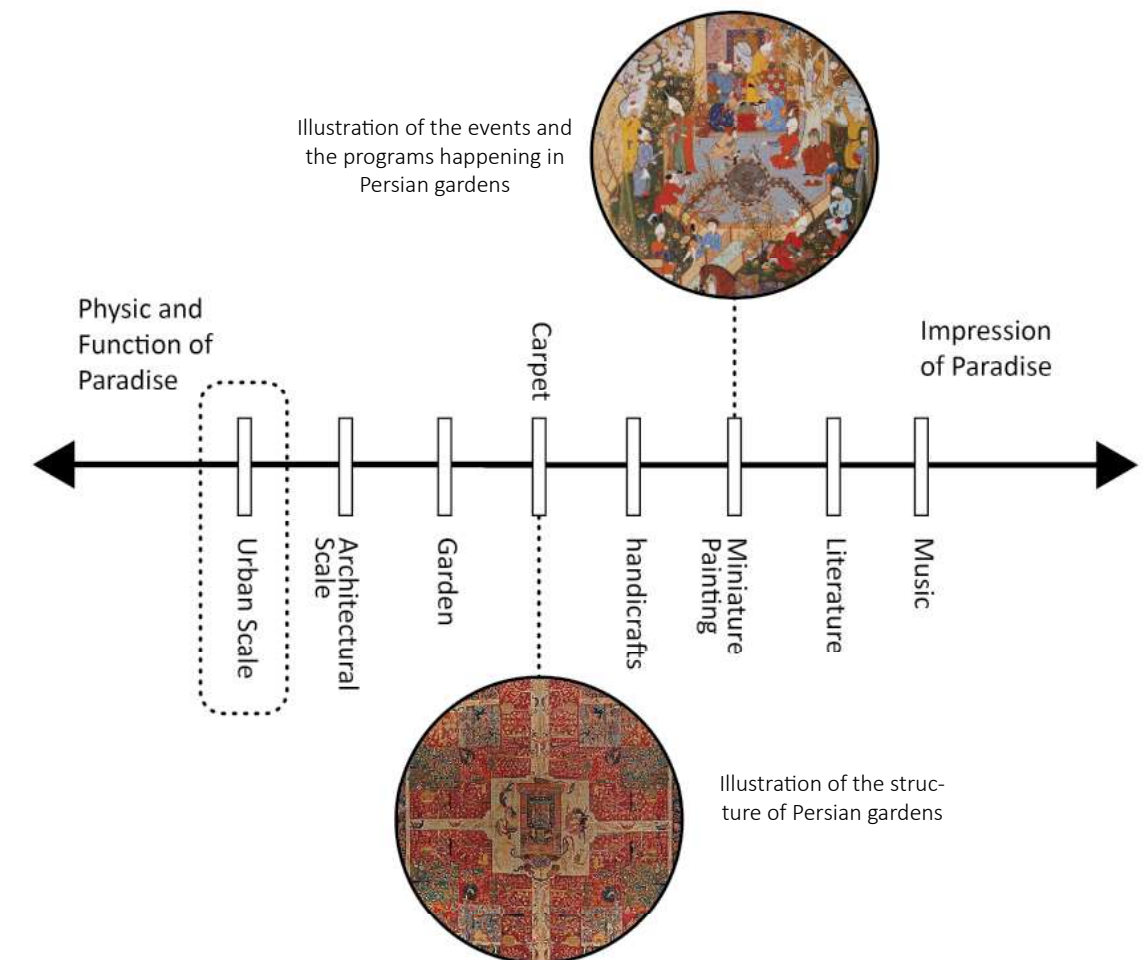 Illustration of the events and
the programs happening in
Persian gardens
Physic and
Function of
Paradise
Carpet
Impression
of Paradise
Urban Scale
Architectural
Scale
Garden
handicrafts
Miniature
Painting
Literature
Music
Illustration of the struc-
ture of Persian gardens